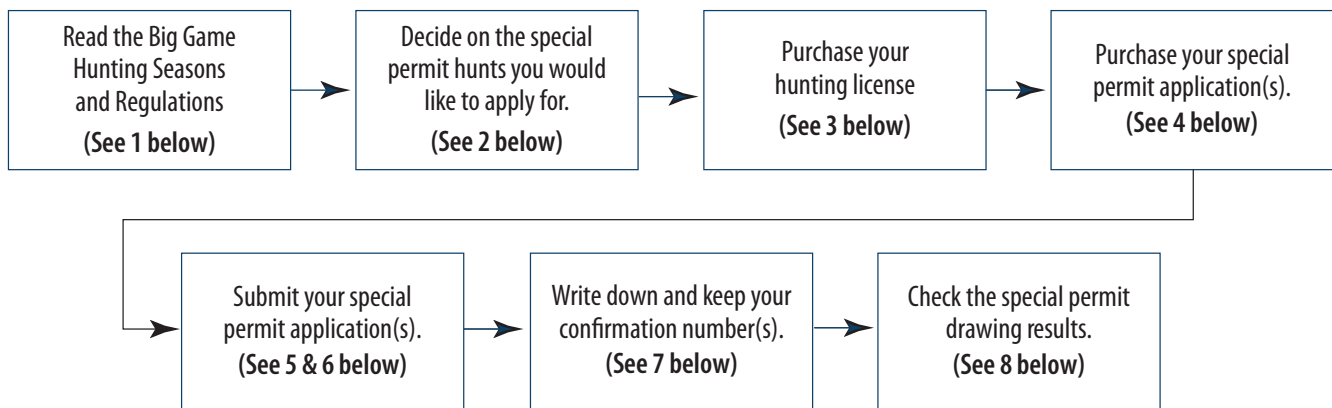 Read the Big Game
Hunting Seasons
and Regulations
(See 1 below)
Decide on the special
permit hunts you would
like to apply for.
(See 2 below)
Purchase your
hunting license
(See 3 below)
Purchase your special
permit application(s).
(See 4 below)
Submit your special
permit application(s).
(See 5 & 6 below)
Write down and keep your
confirmation number(s).
(See 7 below)
Check the special permit
drawing results.
(See 8 below)